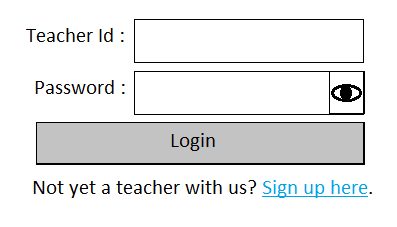 Teacher Id :
Password :
Login
Not yet a teacher with us? Sign up here.